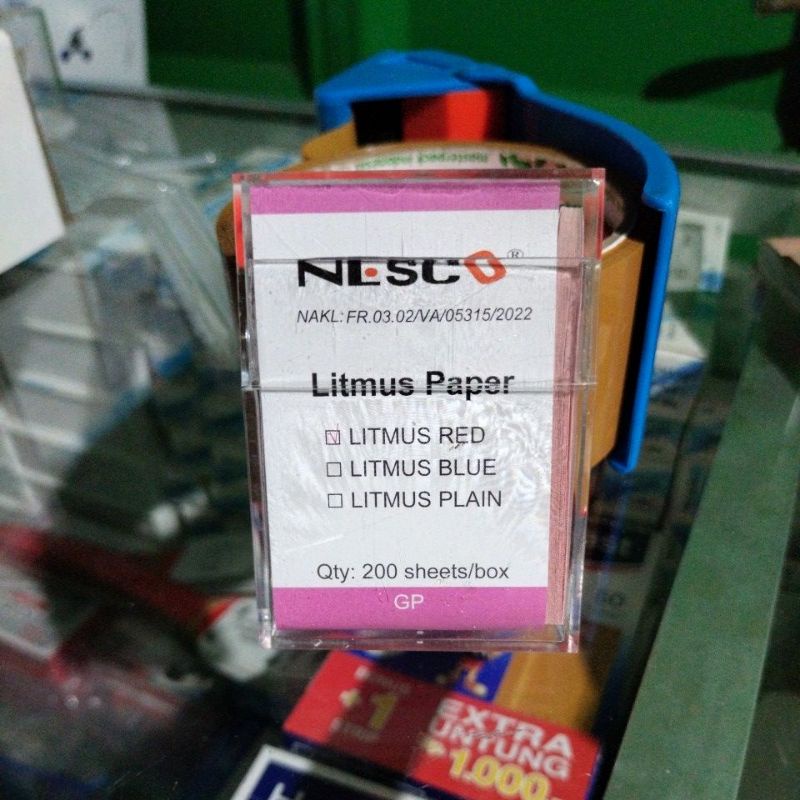 NESCO®
NAKL: FR.03.02/VA/05315/2022
Litmus Paper
LITMUS RED
LITMUS BLUE
LITMUS PLAIN
Qty: 200 sheets/box
GP
+1
EXTRA
UNTUNG
1.000